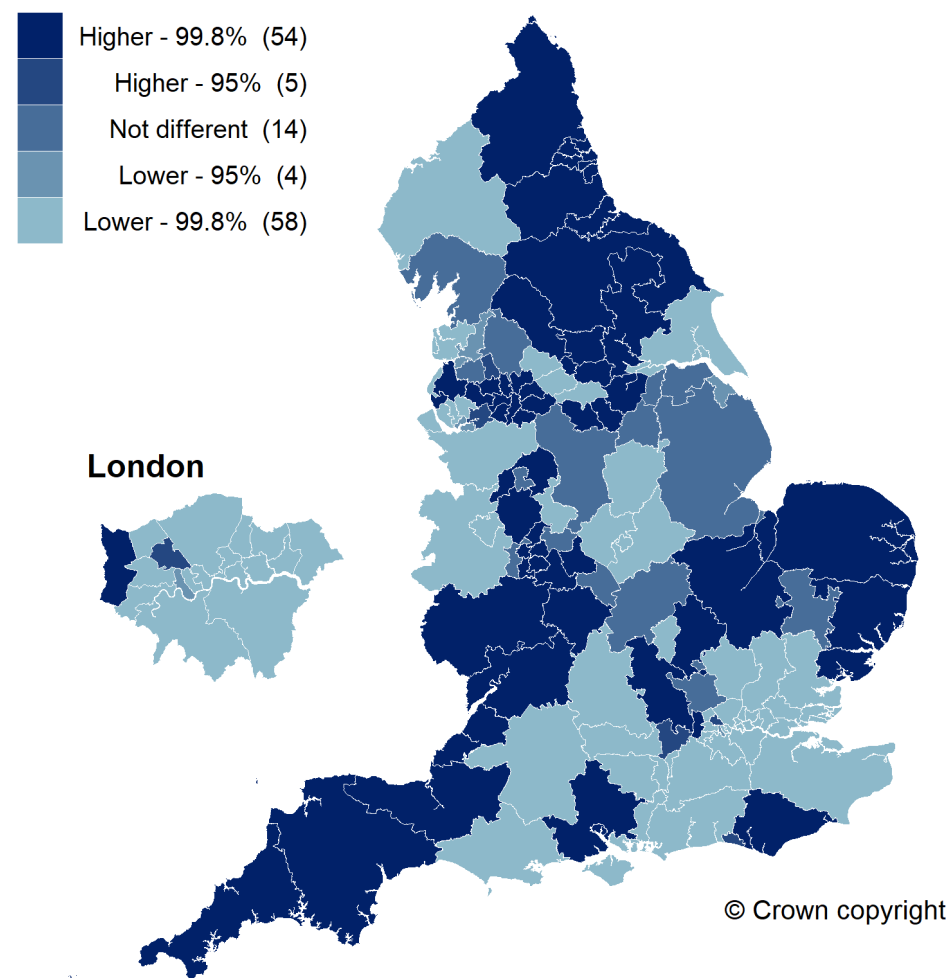 Higher - 99.8% (54)
Higher - 95% (5)
Not different (14)
Lower - 95% (4)
Lower - 99.8% (58)
London
© Crown copyright